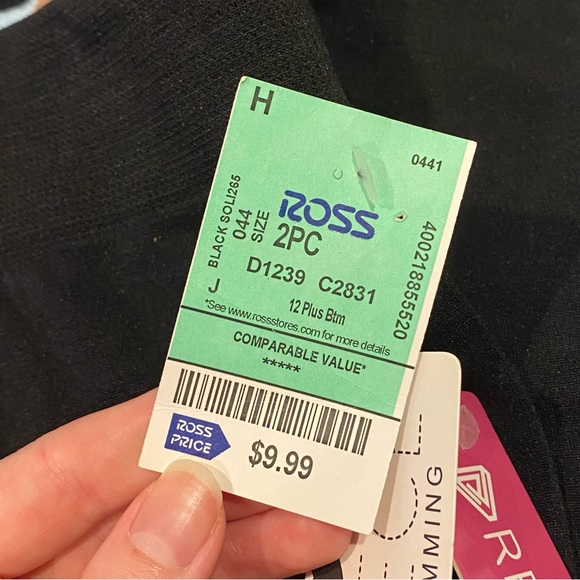 H
0441
ROSS
2PC
BLACK SOLI265
044
SIZE
D1239 C2831
400218855520
J
12 Plus Btm
*See www.rossstores.com for more details
COMPARABLE VALUE*
*****
ROSS
PRICE
$9.99
MMING